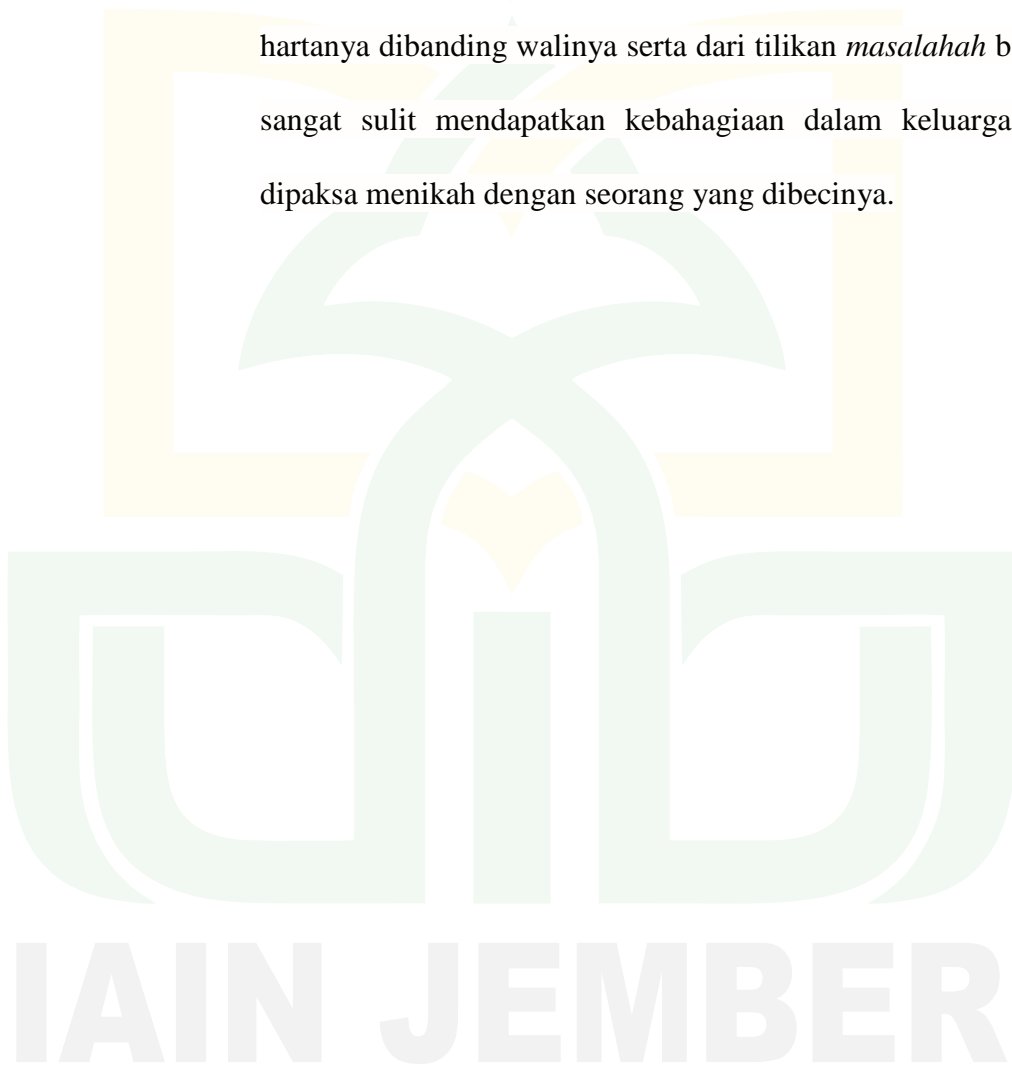 hartanya dibanding walinya serta dari tilikan masalahah b
sangat sulit mendapatkan kebahagiaan dalam keluarga
dipaksa menikah dengan seorang yang dibecinya.
IAIN JEMBER